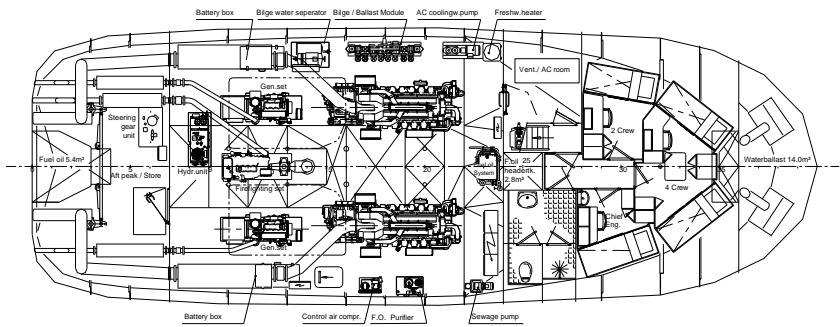 Battery box
Bilge water seperator
Bilge / Ballast Module
AC coolingw.pump
Freshw.heater
Vent./ AC room
Gen.set
Steering
gear
unit
2 Crew
Fuel oil 5.4m³
Hydr.unit
F.oil
headertk.
2.8m³
System
Waterballast 14.0m³
5
15
20
25
30
35
Aft peak / Store
Firefighting set
4 Crew
Chief
Eng.
Gen.set
Battery box
Control air compr.
F.O. Purifier
Sewage pump